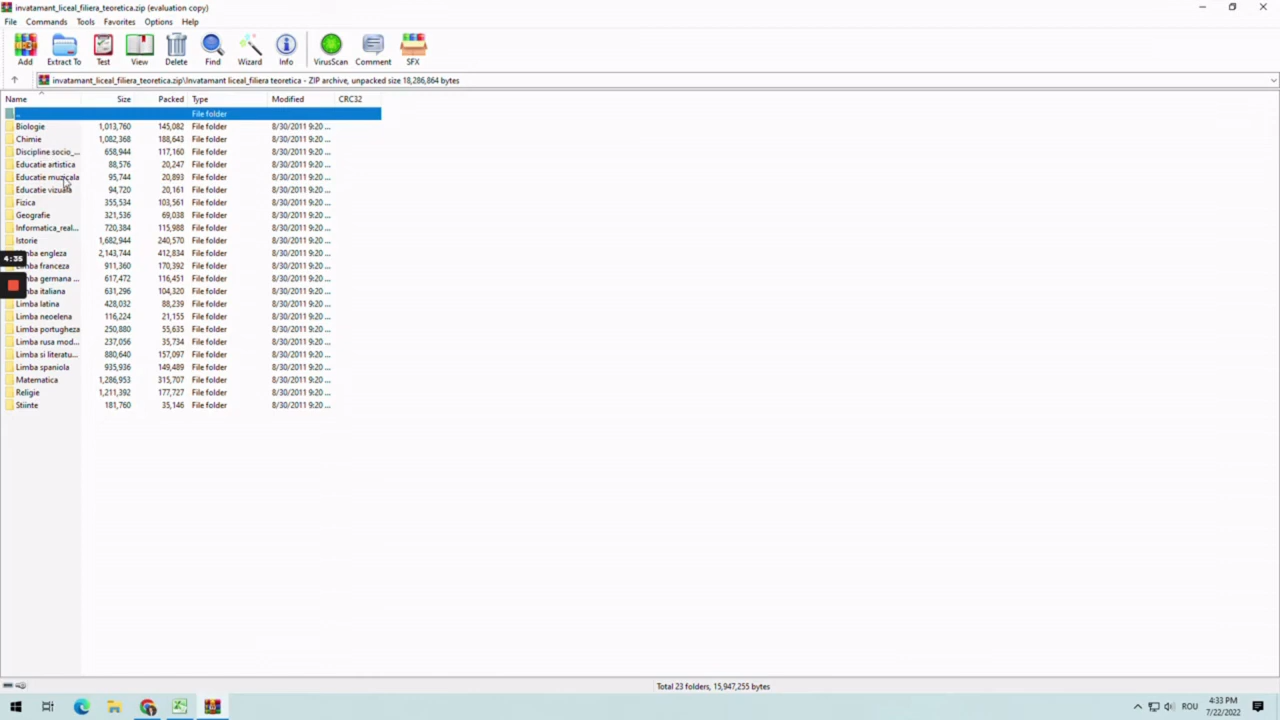 invatamant_liceal_filiera_teoretica.zip (evaluation copy)
File Commands Tools Favorites Options Help
Add Extract To Test View Delete Find Wizard Info VirusScan Comment SFX
invatamant_liceal_filiera_teoretica.zip\Invatamant liceal_filiera teoretica - ZIP archive, unpacked size 18,286,864 bytes
Name Size Packed Type Modified CRC32
.. File folder
Biologie 1,013,760 145,082 File folder 8/30/2011 9:20 ...
Chimie 1,082,368 188,643 File folder 8/30/2011 9:20 ...
Discipline socio_... 658,944 117,160 File folder 8/30/2011 9:20 ...
Educatie artistica 88,576 20,247 File folder 8/30/2011 9:20 ...
Educatie muzicala 95,744 20,893 File folder 8/30/2011 9:20 ...
Educatie vizuala 94,720 20,161 File folder 8/30/2011 9:20 ...
Fizica 355,534 103,561 File folder 8/30/2011 9:20 ...
Geografie 321,536 69,038 File folder 8/30/2011 9:20 ...
Informatica_real... 720,384 115,988 File folder 8/30/2011 9:20 ...
Istorie 1,682,944 240,570 File folder 8/30/2011 9:20 ...
engleza 2,143,744 412,834 File folder 8/30/2011 9:20 ...
4:35
franceza 911,360 170,392 File folder 8/30/2011 9:20 ...
germana ... 617,472 116,451 File folder 8/30/2011 9:20 ...
italiana 631,296 104,320 File folder 8/30/2011 9:20 ...
Limba latina 428,032 88,239 File folder 8/30/2011 9:20 ...
Limba neoelena 116,224 21,155 File folder 8/30/2011 9:20 ...
Limba portugheza 250,880 55,635 File folder 8/30/2011 9:20 ...
Limba rusa mod... 237,056 35,734 File folder 8/30/2011 9:20 ...
Limba si literatu... 880,640 157,097 File folder 8/30/2011 9:20 ...
Limba spaniola 935,936 149,489 File folder 8/30/2011 9:20 ...
Matematica 1,286,953 315,707 File folder 8/30/2011 9:20 ...
Religie 1,211,392 177,727 File folder 8/30/2011 9:20 ...
Stiinte 181,760 35,146 File folder 8/30/2011 9:20 ...
Total 23 folders, 15,947,255 bytes
ROU
4:33 PM
7/22/2022